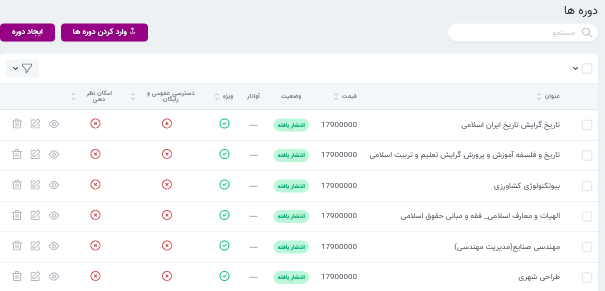 دوره ها
جستجو
وارد کردن دوره ها
ایجاد دوره
عنوان قیمت وضعیت آواتار ویژه دسترسی عمومی و رایگان امکان نظر دهی
تاریخ گرایش تاریخ ایران اسلامی 17900000 انتشار یافته —
تاریخ و فلسفه آموزش و پرورش گرایش تعلیم و تربیت اسلامی 17900000 انتشار یافته —
بیوتکنولوژی کشاورزی 17900000 انتشار یافته —
الهیات و معارف اسلامی_ فقه و مبانی حقوق اسلامی 17900000 انتشار یافته —
مهندسی صنایع(مدیریت مهندسی) 17900000 انتشار یافته —
طراحی شهری 17900000 انتشار یافته —